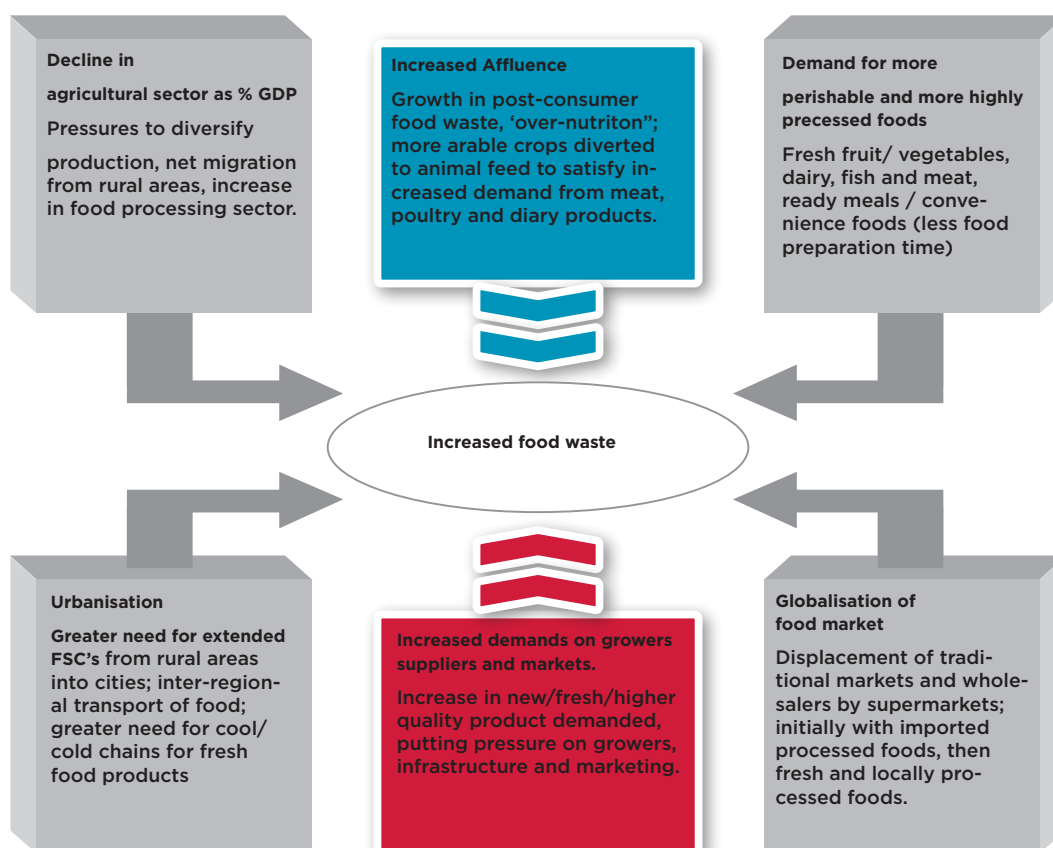 Decline in
agricultural sector as % GDP
Pressures to diversify
production, net migration
from rural areas, increase
in food processing sector.
Increased Affluence
Growth in post-consumer
food waste, ‘over-nutriton”;
more arable crops diverted
to animal feed to satisfy in-
creased demand from meat,
poultry and diary products.
Demand for more
perishable and more highly
precessed foods
Fresh fruit/ vegetables,
dairy, fish and meat,
ready meals / conve-
nience foods (less food
preparation time)
Increased food waste
Urbanisation
Greater need for extended
FSC’s from rural areas
into cities; inter-region-
al transport of food;
greater need for cool/
cold chains for fresh
food products
Increased demands on growers
suppliers and markets.
Increase in new/fresh/higher
quality product demanded,
putting pressure on growers,
infrastructure and marketing.
Globalisation of
food market
Displacement of tradi-
tional markets and whole-
salers by supermarkets;
initially with imported
processed foods, then
fresh and locally pro-
cessed foods.